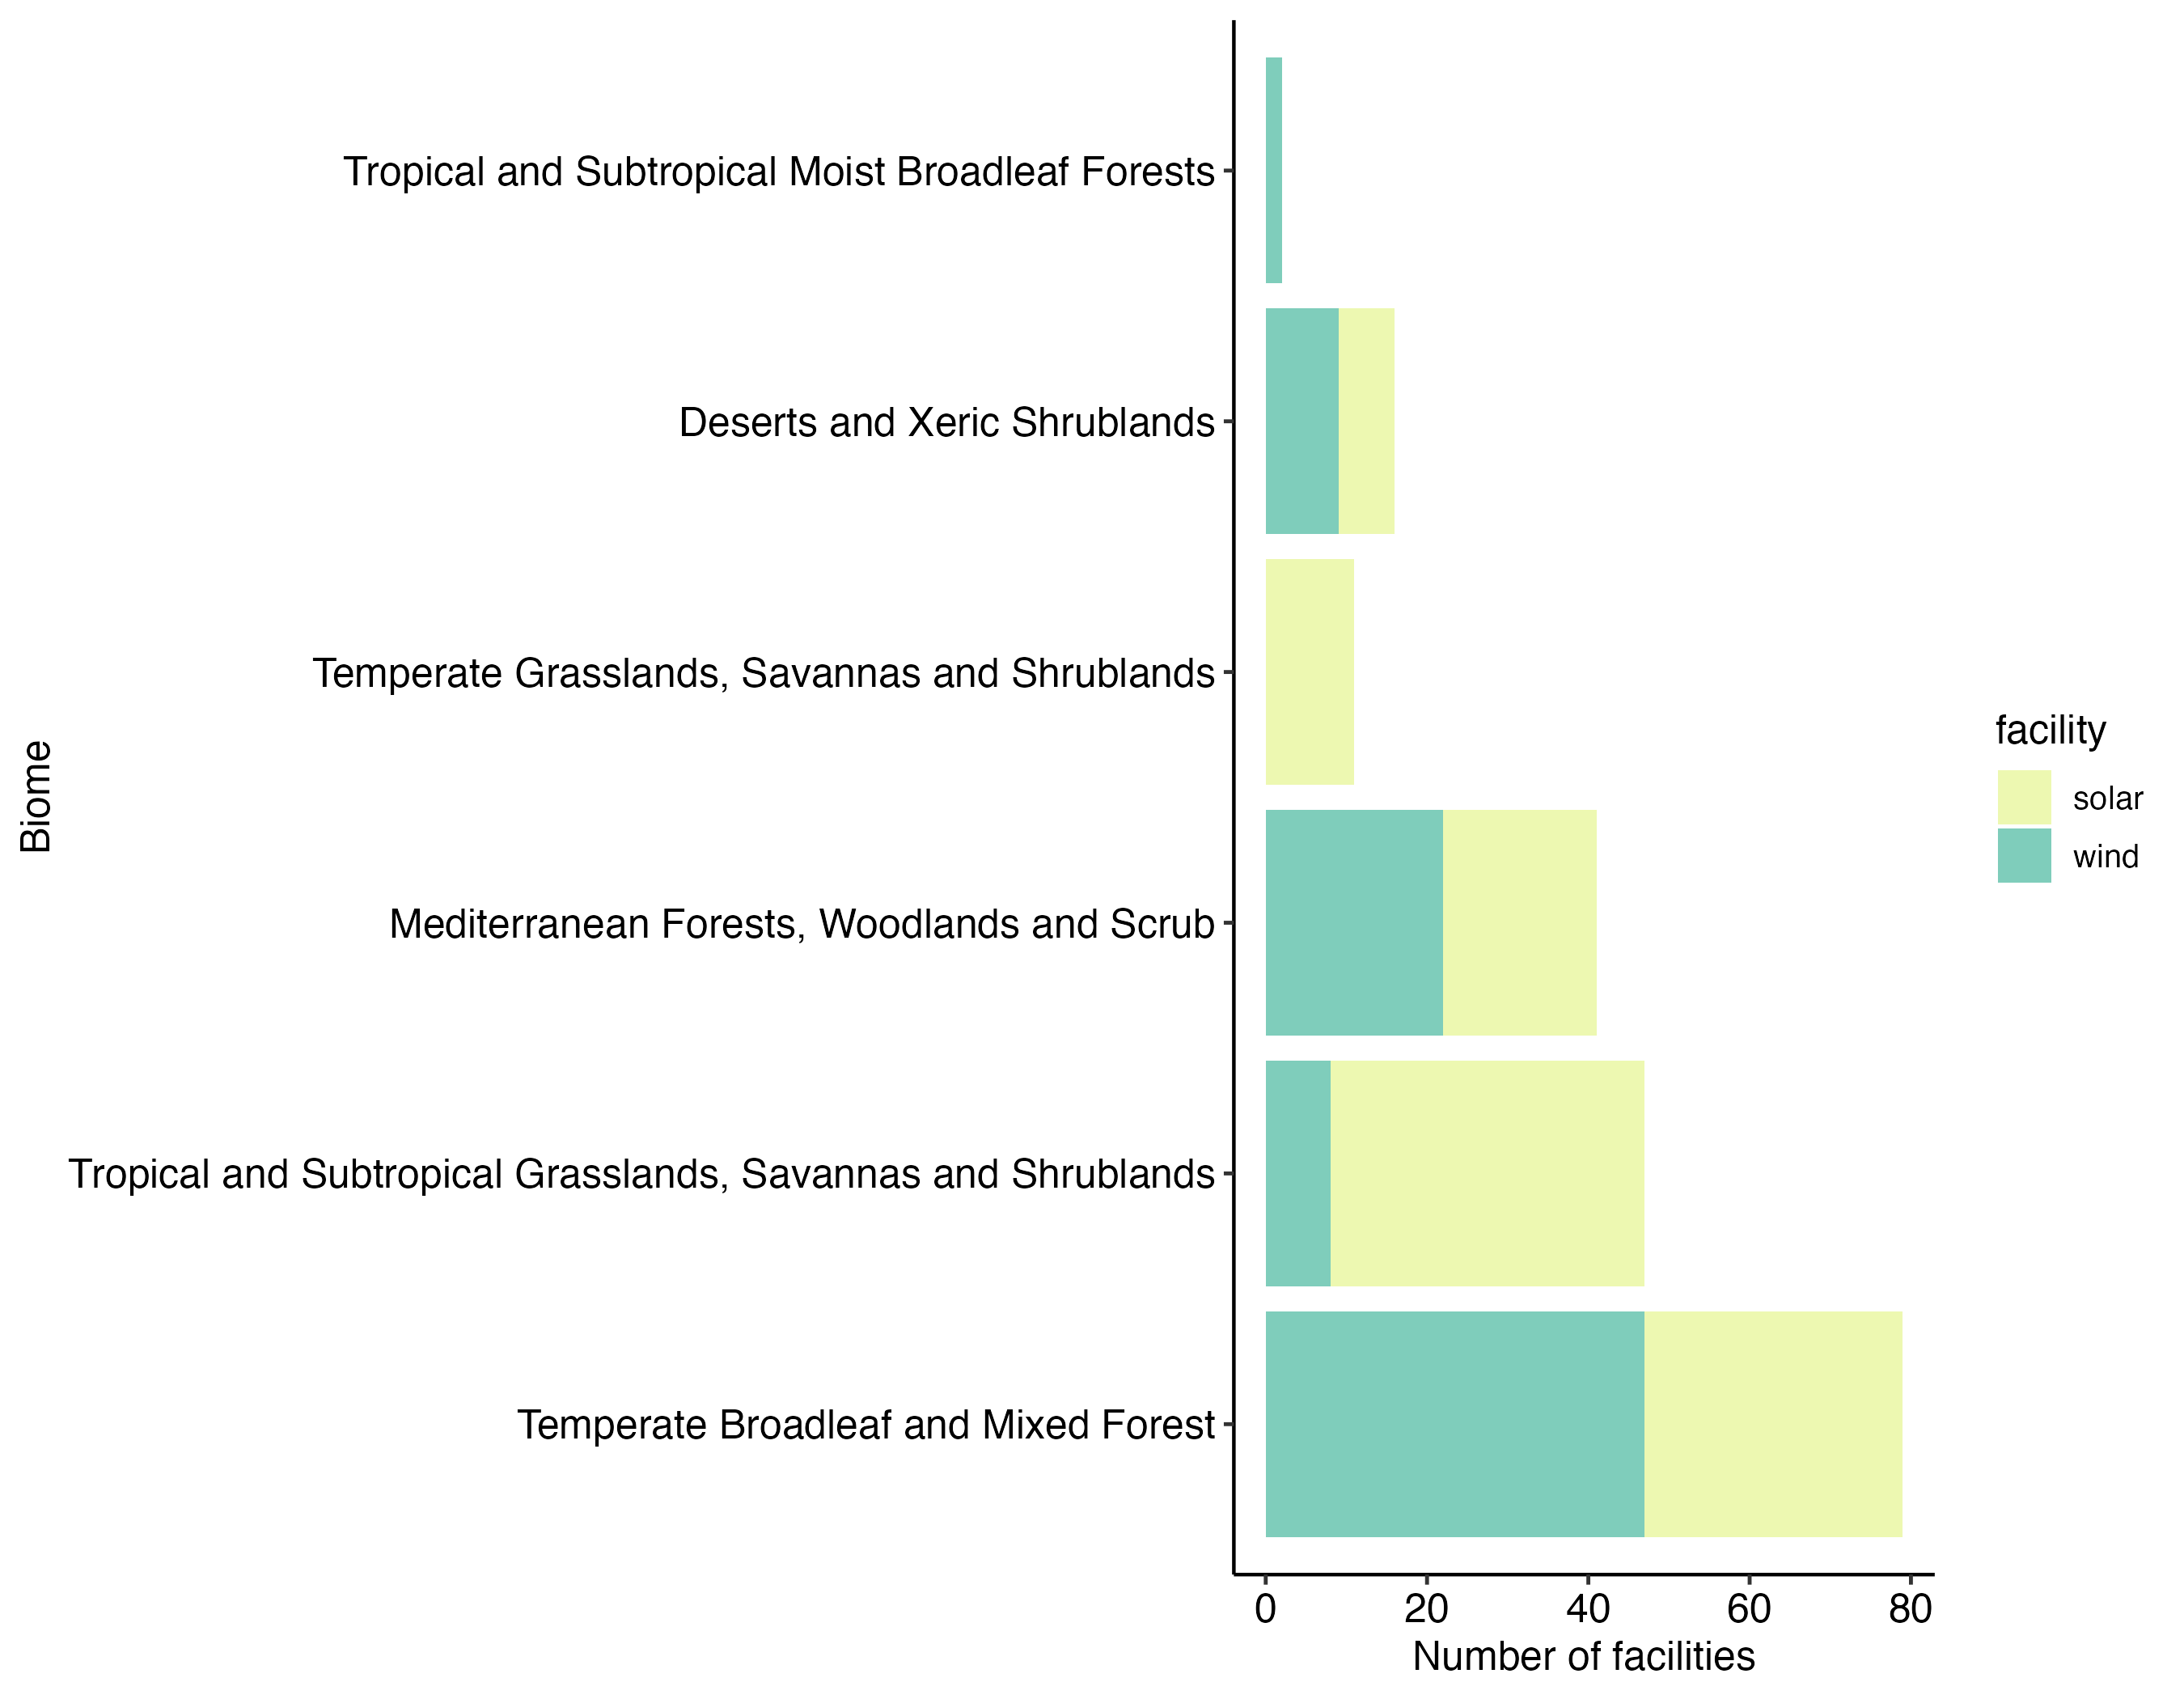 Biome
Tropical and Subtropical Moist Broadleaf Forests
Deserts and Xeric Shrublands
Temperate Grasslands, Savannas and Shrublands
Mediterranean Forests, Woodlands and Scrub
Tropical and Subtropical Grasslands, Savannas and Shrublands
Temperate Broadleaf and Mixed Forest
0 20 40 60 80
Number of facilities
facility
solar
wind